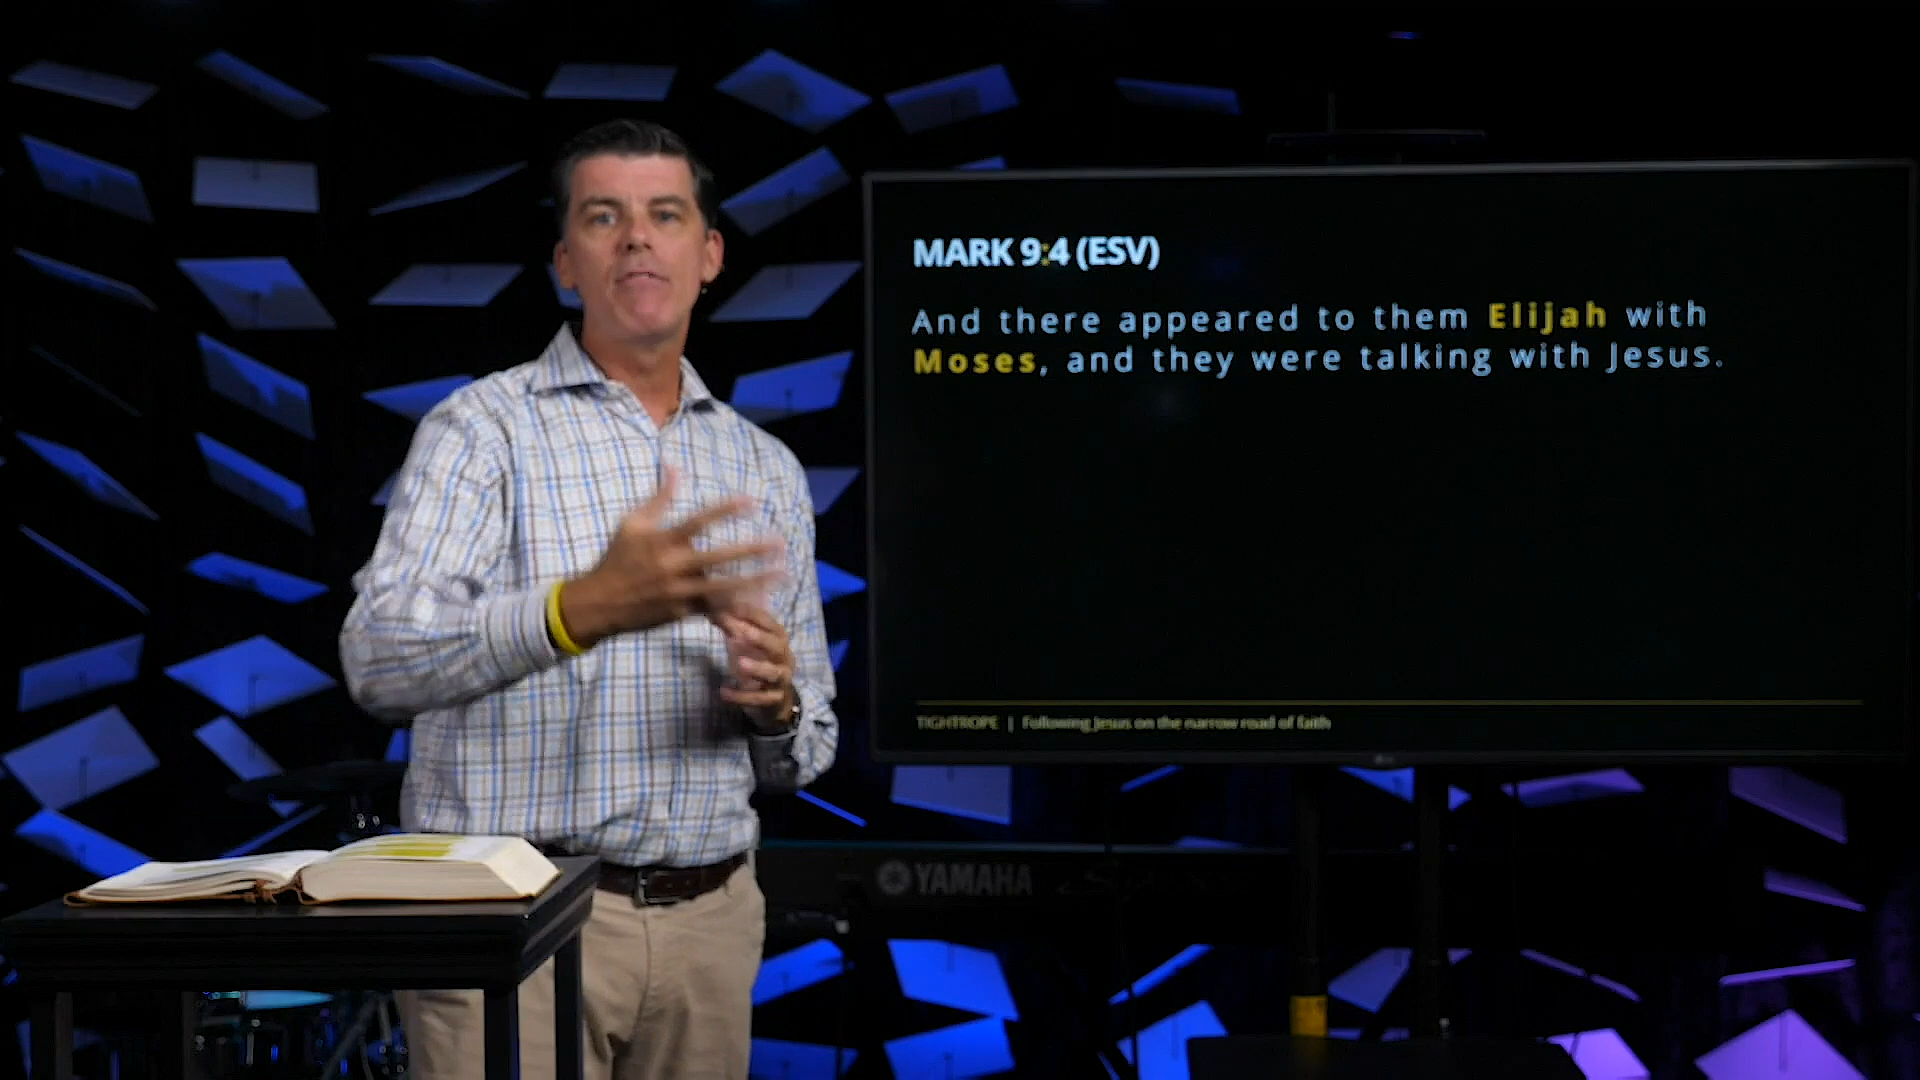 MARK 9:4 (ESV)
And there appeared to them Elijah with
Moses, and they were talking with Jesus.
TIGHTROPE | Following Jesus on the narrow road of faith
YAMAHA